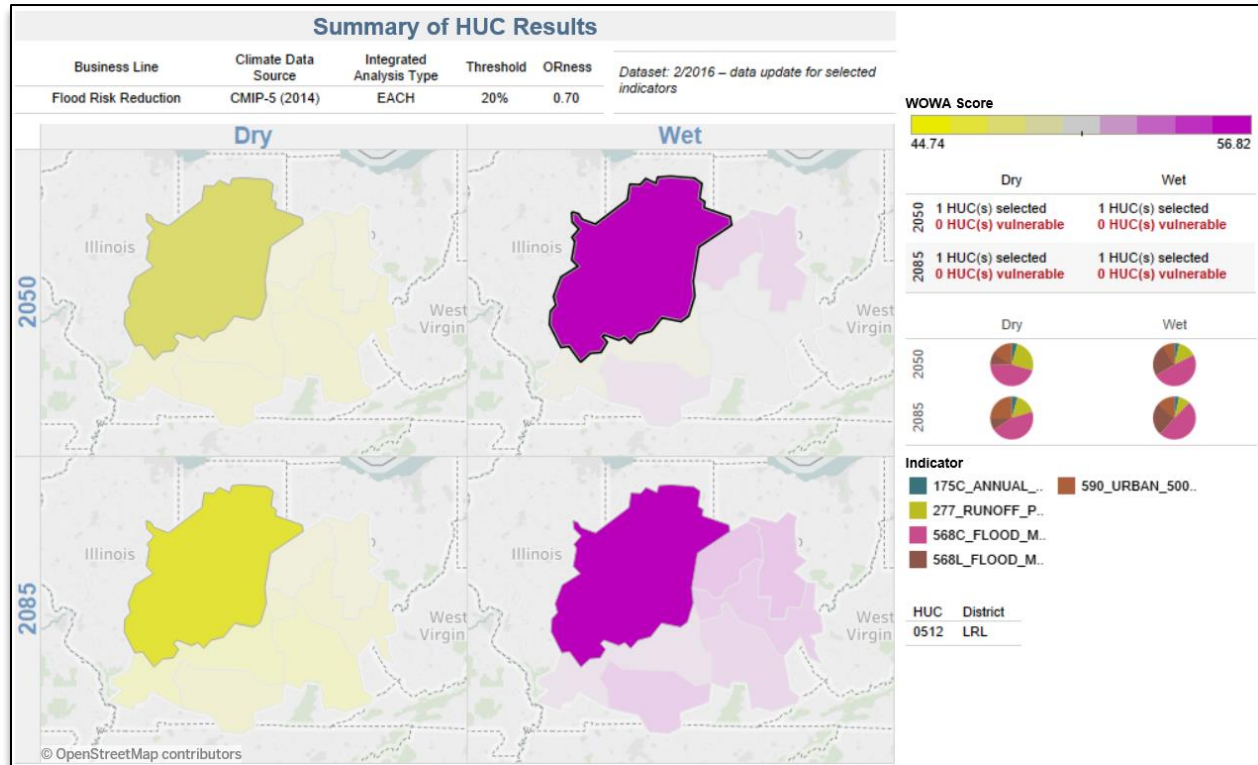 Summary of HUC Results
Business Line
Climate Data Source
Integrated Analysis Type
Threshold
ORness
Flood Risk Reduction
CMIP-5 (2014)
EACH
20%
0.70
Dataset: 2/2016 – data update for selected
indicators
Dry
Wet
2050
Illinois
West
Virgin
Illinois
West
Virgin
2085
Illinois
West
Virgin
Illinois
West
Virgin
© OpenStreetMap contributors
WOWA Score
44.74
56.82
Dry
Wet
2050
1 HUC(s) selected
0 HUC(s) vulnerable
1 HUC(s) selected
0 HUC(s) vulnerable
2085
1 HUC(s) selected
0 HUC(s) vulnerable
1 HUC(s) selected
0 HUC(s) vulnerable
Dry
Wet
2050
2085
Indicator
175C_ANNUAL_..
590_URBAN_500..
277_RUNOFF_P..
568C_FLOOD_M..
568L_FLOOD_M..
HUC
District
0512
LRL